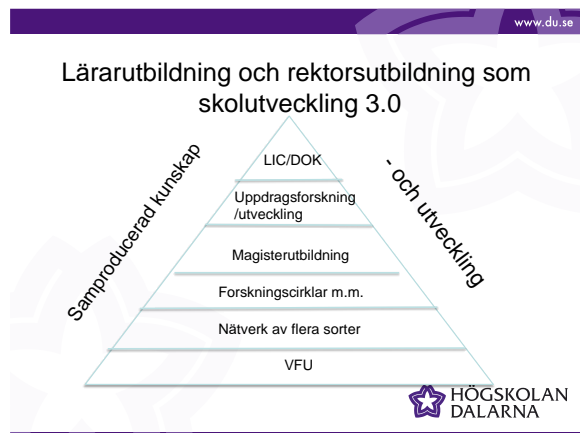 www.du.se
Lärarutbildning och rektorsutbildning som
skolutveckling 3.0
Samproducerad kunskap
- och utveckling
LIC/DOK
Uppdragsforskning
/utveckling
Magisterutbildning
Forskningscirklar m.m.
Nätverk av flera sorter
VFU
HÖGSKOLAN
DALARNA